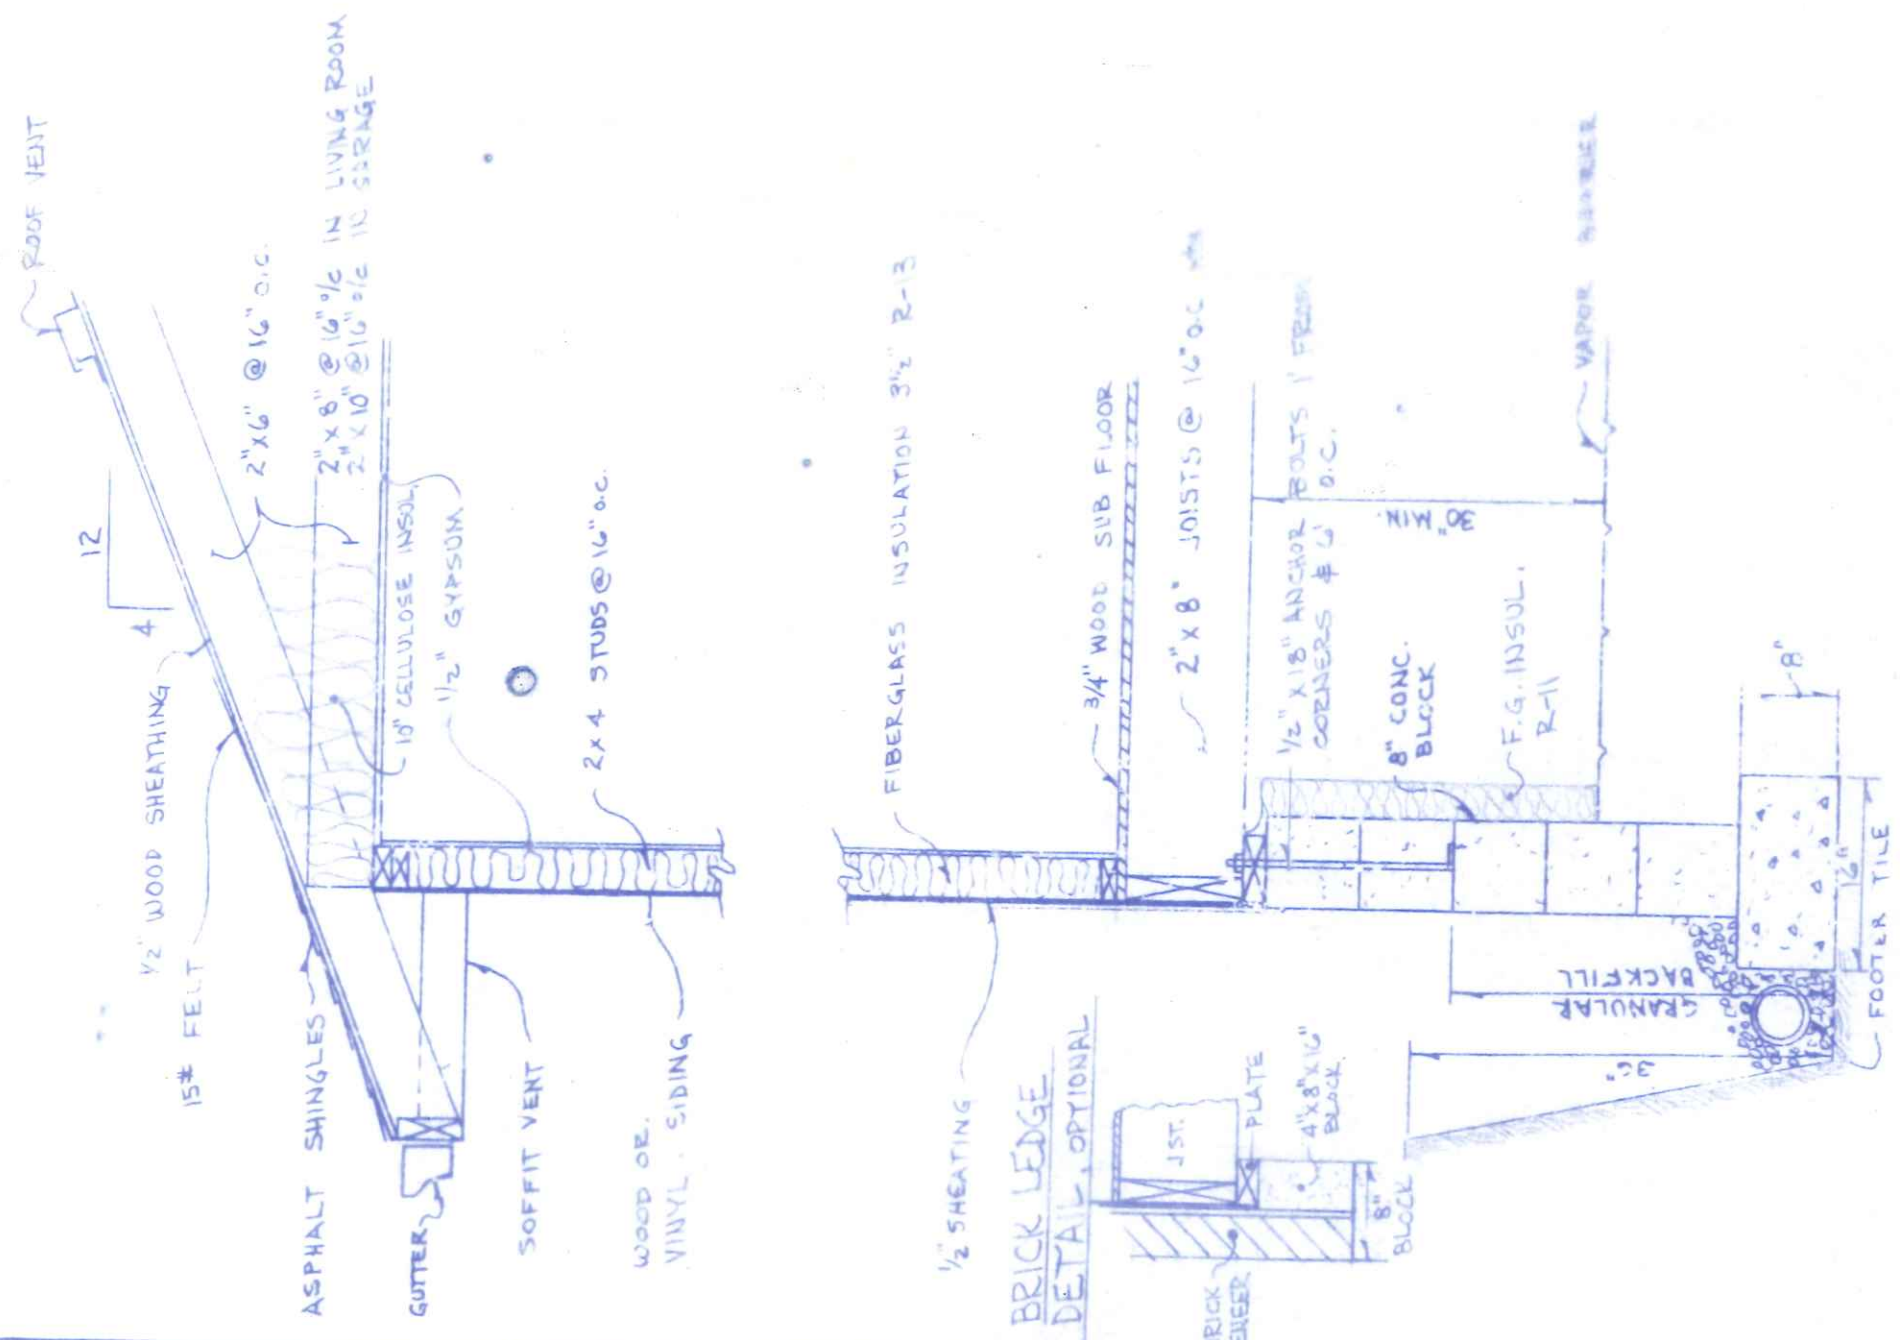 ROOF VENT
12
4
1/2" WOOD SHEATHING
15# FELT
ASPHALT SHINGLES
GUTTER
2"x6" @ 16" O.C.
2"x8" @ 16" o/c IN LIVING ROOM
2"x10" @ 16" o/c IN GARAGE
10" CELLULOSE INSUL.
1/2" GYPSUM
SOFFIT VENT
2x4 STUDS @ 16" O.C.
WOOD OR
VINYL SIDING
FIBERGLASS INSULATION 3 1/2" R-13
1/2" SHEATING
3/4" WOOD SUB FLOOR
2"x8" JOISTS @ 16" O.C.
1/2" x 18" ANCHOR BOLTS 1' FROM
CORNERS & 6' O.C.
8" CONC.
BLOCK
30" MIN.
F.G. INSUL.
R-11
VAPOR BARRIER
8"
16"
FOOTER TILE
GRANULAR
BACKFILL
36"
BRICK LEDGE
DETAIL, OPTIONAL
JST.
PLATE
4"x8"x16"
BLOCK
8"
BLOCK